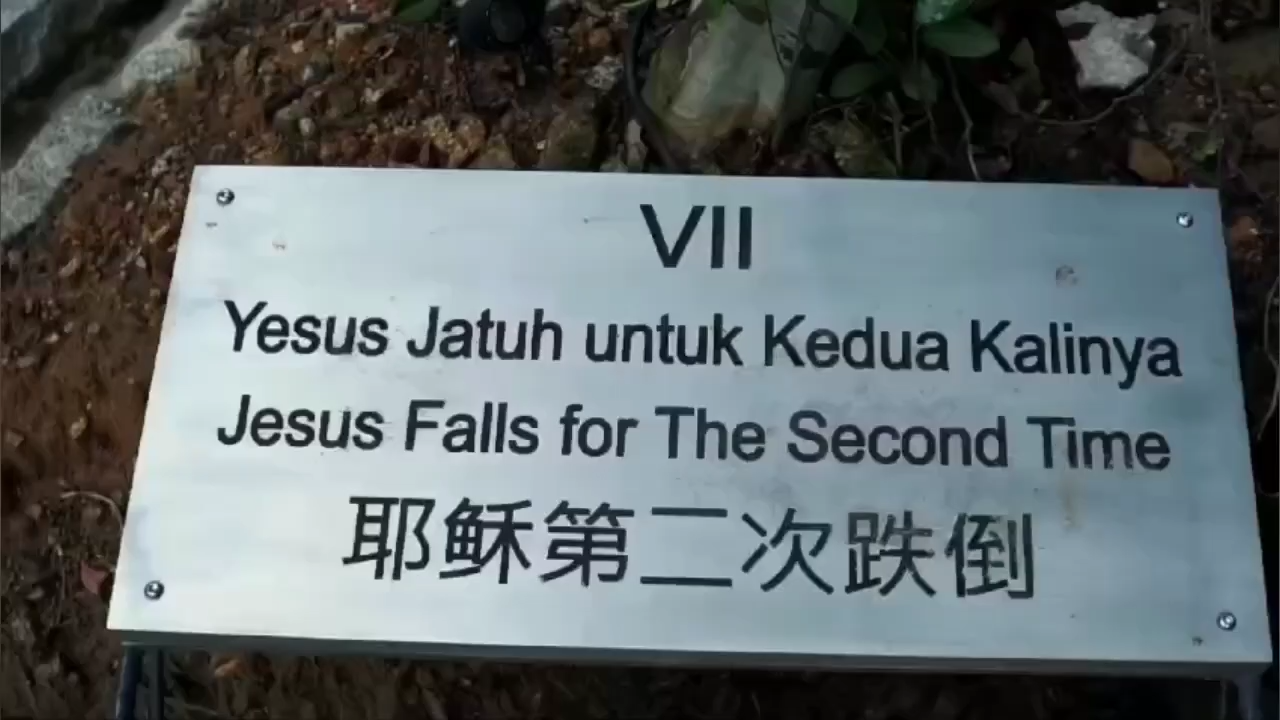 VII
Yesus Jatuh untuk Kedua Kalinya
Jesus Falls for The Second Time
耶稣第二次跌倒